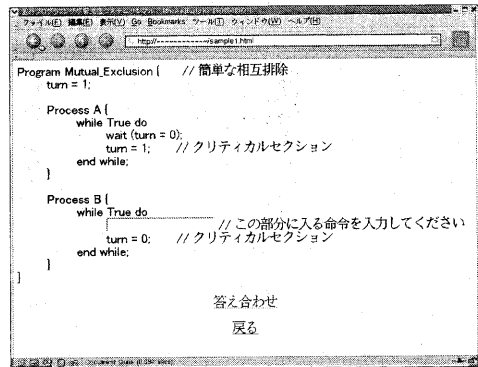 ファイル(F) 編集(E) 表示(V) Go Bookmarks ツール(T) ウィンドウ(W) ヘルプ(H)
http://--------------/sample1.html
Program Mutual_Exclusion { // 簡単な相互排除
turn = 1;
Process A {
while True do
wait (turn = 0);
turn = 1; // クリティカルセクション
end while;
}
Process B {
while True do
// この部分に入る命令を入力してください
turn = 0; // クリティカルセクション
end while;
}
}
答え合わせ
戻る